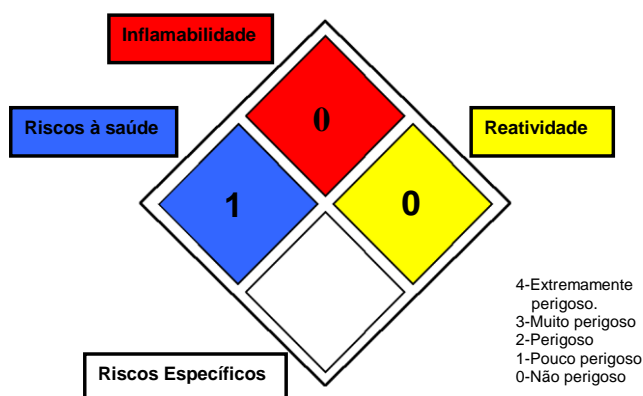 Inflamabilidade
0
Riscos à saúde
Reatividade
1
0
4-Extremamente
perigoso.
3-Muito perigoso
2-Perigoso
1-Pouco perigoso
0-Não perigoso
Riscos Específicos